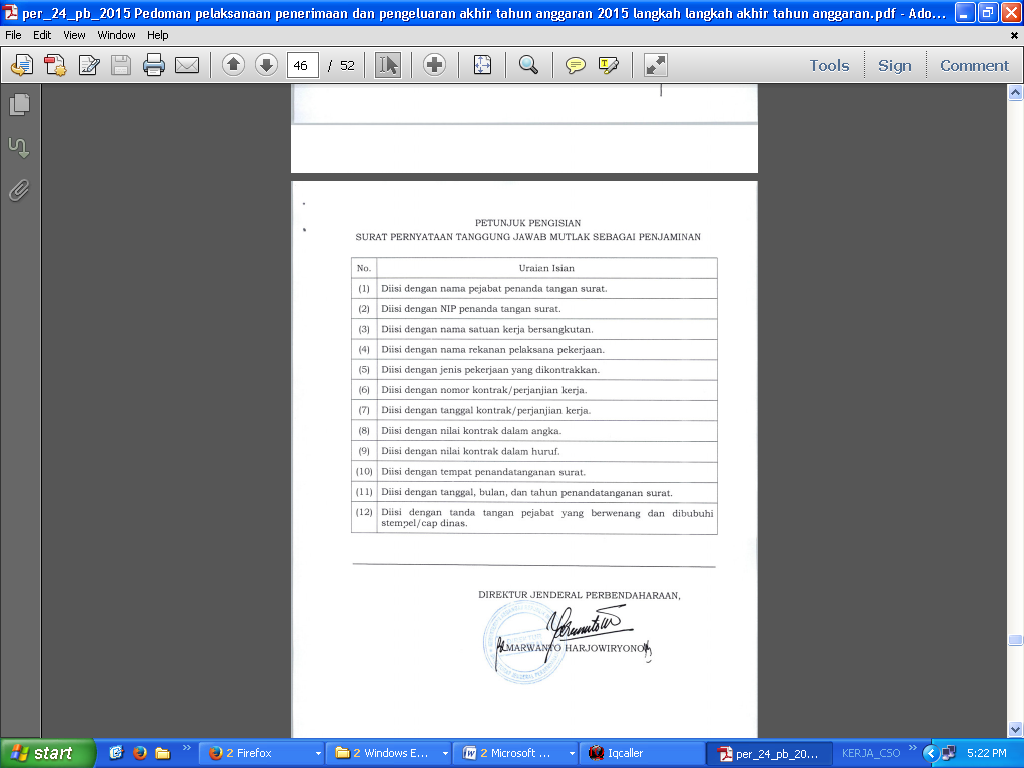 per_24_pb_2015 Pedoman pelaksanaan penerimaan dan pengeluaran akhir tahun anggaran 2015 langkah langkah akhir tahun anggaran.pdf - Ado...
File Edit View Window Help
46 / 52
Tools Sign Comment
PETUNJUK PENGISIAN
SURAT PERNYATAAN TANGGUNG JAWAB MUTLAK SEBAGAI PENJAMINAN
No. Uraian Isian
(1) Diisi dengan nama pejabat penanda tangan surat.
(2) Diisi dengan NIP penanda tangan surat.
(3) Diisi dengan nama satuan kerja bersangkutan.
(4) Diisi dengan nama rekanan pelaksana pekerjaan.
(5) Diisi dengan jenis pekerjaan yang dikontrakkan.
(6) Diisi dengan nomor kontrak/perjanjian kerja.
(7) Diisi dengan tanggal kontrak/perjanjian kerja.
(8) Diisi dengan nilai kontrak dalam angka.
(9) Diisi dengan nilai kontrak dalam huruf.
(10) Diisi dengan tempat penandatanganan surat.
(11) Diisi dengan tanggal, bulan, dan tahun penandatanganan surat.
(12) Diisi dengan tanda tangan pejabat yang berwenang dan dibubuhi
stempel/cap dinas.
DIREKTUR JENDERAL PERBENDAHARAAN,
MARWANTO HARJOWIRYONO
start 2 Firefox 2 Windows E... 2 Microsoft ... Iqcaller per_24_pb_20... KERJA_CSO 5:22 PM